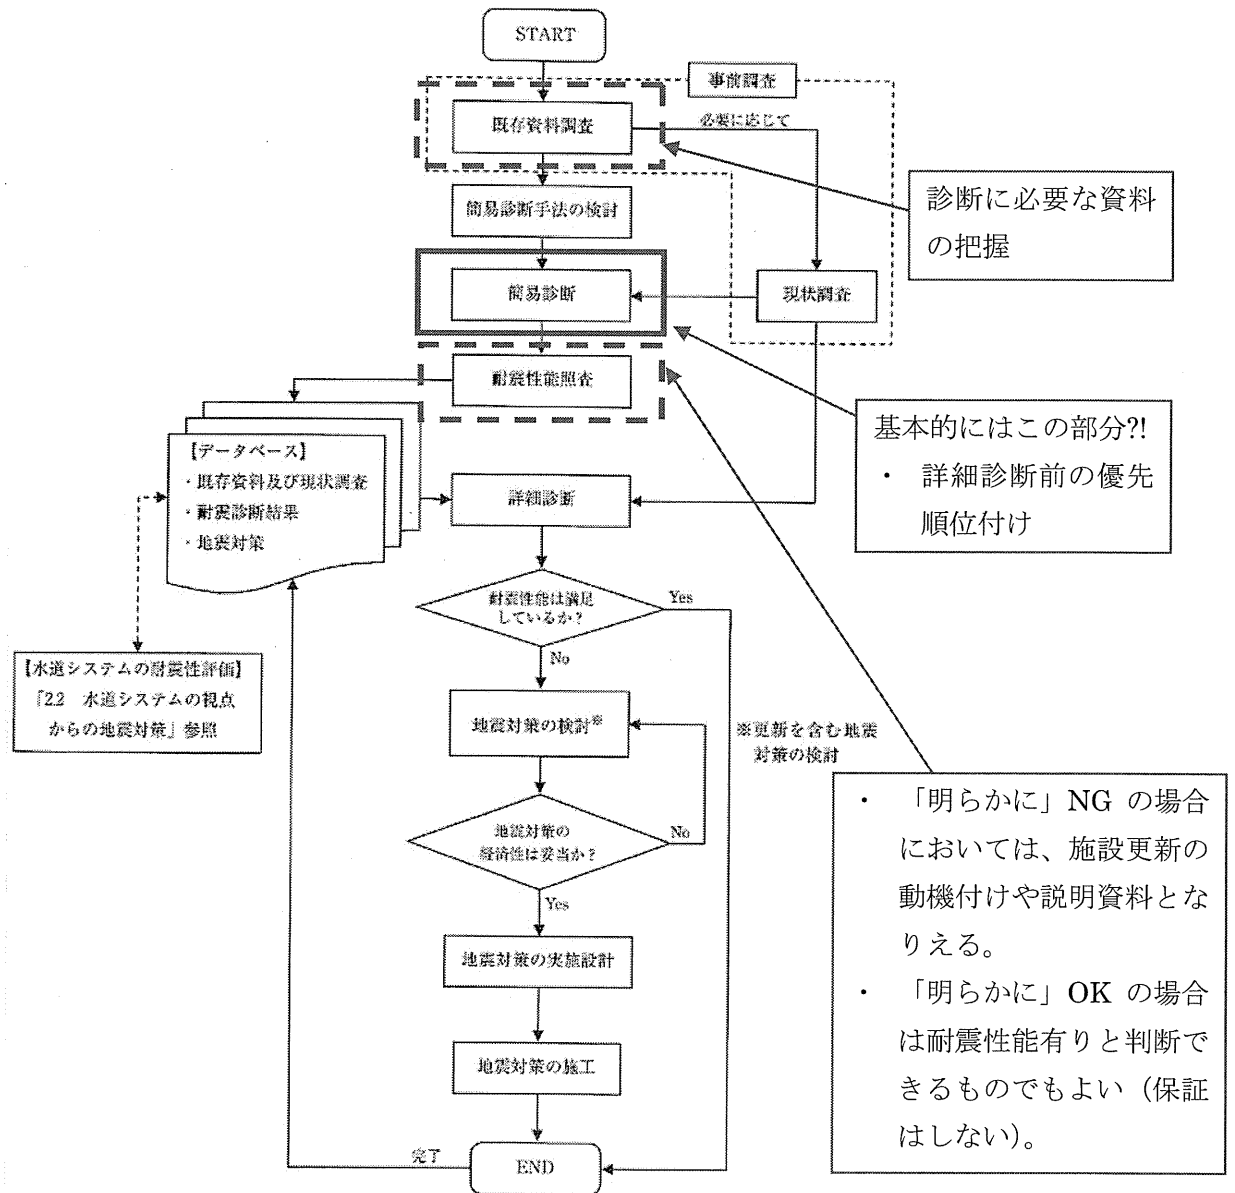 START
事前調査
既存資料調査
必要に応じて
診断に必要な資料
の把握
簡易診断手法の検討
簡易診断
現状調査
耐震性能照査
基本的にはこの部分?!
・ 詳細診断前の優先
順位付け
【データベース】
・既存資料及び現状調査
・耐震診断結果
・地震対策
詳細診断
耐震性能は満足
しているか?
Yes
No
【水道システムの耐震性評価】
「2.2 水道システムの視点
からの地震対策」参照
地震対策の検討※
※更新を含む地震
対策の検討
地震対策の
経済性は妥当か?
No
Yes
・ 「明らかに」NG の場合
においては、施設更新の
動機付けや説明資料とな
りえる。
・ 「明らかに」OK の場合
は耐震性能有りと判断で
きるものでもよい（保証
はしない）。
地震対策の実施設計
地震対策の施工
完了
END